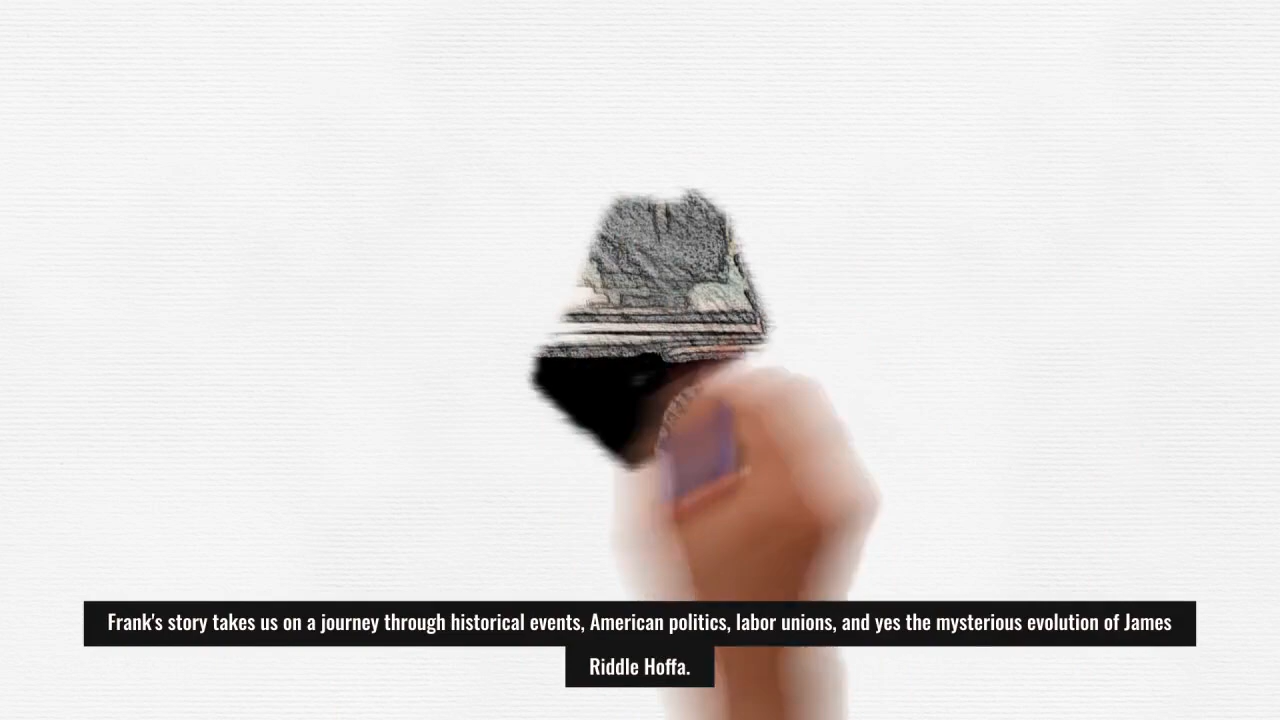 Frank's story takes us on a journey through historical events, American politics, labor unions, and yes the mysterious evolution of James
Riddle Hoffa.